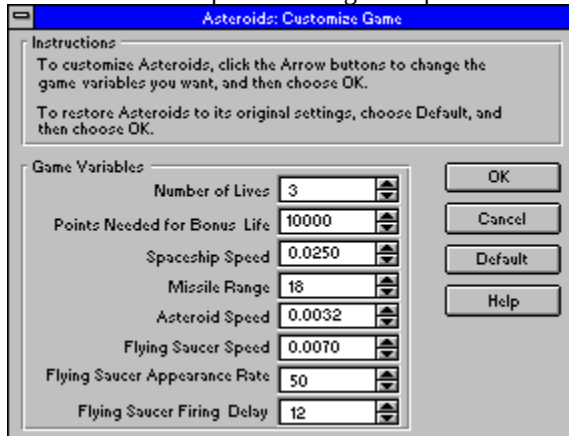 Asteroids: Customize Game
Instructions
To customize Asteroids, click the Arrow buttons to change the
game variables you want, and then choose OK.
To restore Asteroids to its original settings, choose Default, and
then choose OK.
Game Variables
Number of Lives 3
Points Needed for Bonus Life 10000
Spaceship Speed 0.0250
Missile Range 18
Asteroid Speed 0.0032
Flying Saucer Speed 0.0070
Flying Saucer Appearance Rate 50
Flying Saucer Firing Delay 12
OK
Cancel
Default
Help